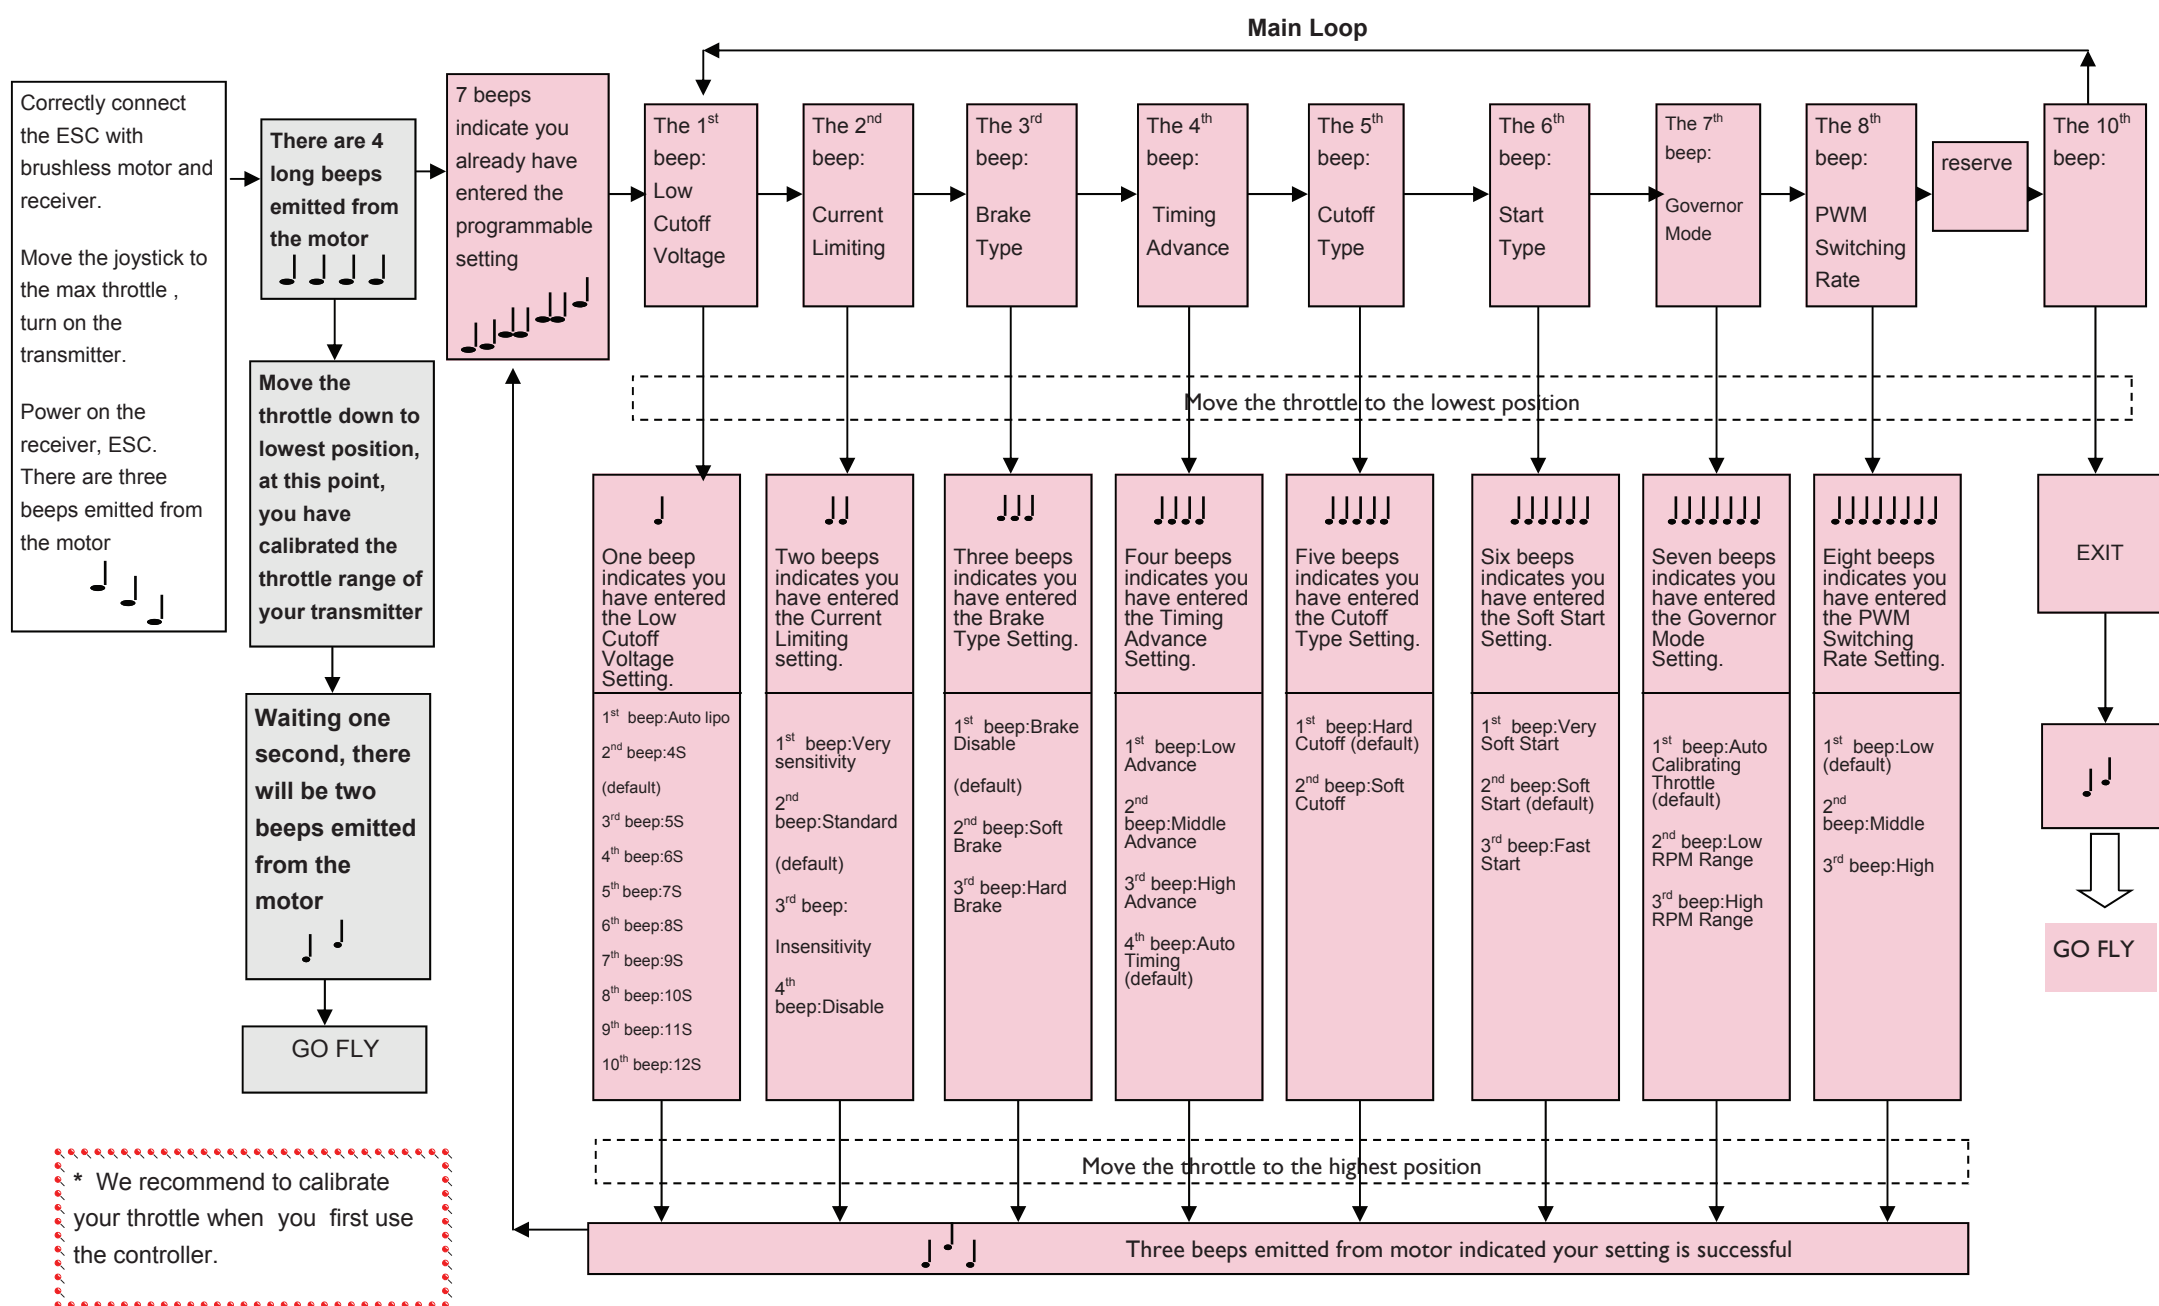 Main Loop
Correctly connect
the ESC with
brushless motor and
receiver.
Move the joystick to
the max throttle ,
turn on the
transmitter.
Power on the
receiver, ESC.
There are three
beeps emitted from
the motor
There are 4
long beeps
emitted from
the motor
Move the
throttle down to
lowest position,
at this point,
you have
calibrated the
throttle range of
your transmitter
Waiting one
second, there
will be two
beeps emitted
from the
motor
GO FLY
* We recommend to calibrate
your throttle when you first use
the controller.
7 beeps
indicate you
already have
entered the
programmable
setting
The 1st
beep:
Low
Cutoff
Voltage
The 2nd
beep:
Current
Limiting
The 3rd
beep:
Brake
Type
The 4th
beep:
Timing
Advance
The 5th
beep:
Cutoff
Type
The 6th
beep:
Start
Type
The 7th
beep:
Governor
Mode
The 8th
beep:
PWM
Switching
Rate
reserve
The 10th
beep:
Move the throttle to the lowest position
One beep
indicates you
have entered
the Low
Cutoff
Voltage
Setting.
1st beep:Auto lipo
2nd beep:4S
(default)
3rd beep:5S
4th beep:6S
5th beep:7S
6th beep:8S
7th beep:9S
8th beep:10S
9th beep:11S
10th beep:12S
Two beeps
indicates you
have entered
the Current
Limiting
setting.
1st beep:Very
sensitivity
2nd
beep:Standard
(default)
3rd beep:
Insensitivity
4th
beep:Disable
Three beeps
indicates you
have entered
the Brake
Type Setting.
1st beep:Brake
Disable
(default)
2nd beep:Soft
Brake
3rd beep:Hard
Brake
Four beeps
indicates you
have entered
the Timing
Advance
Setting.
1st beep:Low
Advance
2nd
beep:Middle
Advance
3rd beep:High
Advance
4th beep:Auto
Timing
(default)
Five beeps
indicates you
have entered
the Cutoff
Type Setting.
1st beep:Hard
Cutoff (default)
2nd beep:Soft
Cutoff
Six beeps
indicates you
have entered
the Soft Start
Setting.
1st beep:Very
Soft Start
2nd beep:Soft
Start (default)
3rd beep:Fast
Start
Seven beeps
indicates you
have entered
the Governor
Mode
Setting.
1st beep:Auto
Calibrating
Throttle
(default)
2nd beep:Low
RPM Range
3rd beep:High
RPM Range
Eight beeps
indicates you
have entered
the PWM
Switching
Rate Setting.
1st beep:Low
(default)
2nd
beep:Middle
3rd beep:High
EXIT
GO FLY
Move the throttle to the highest position
Three beeps emitted from motor indicated your setting is successful